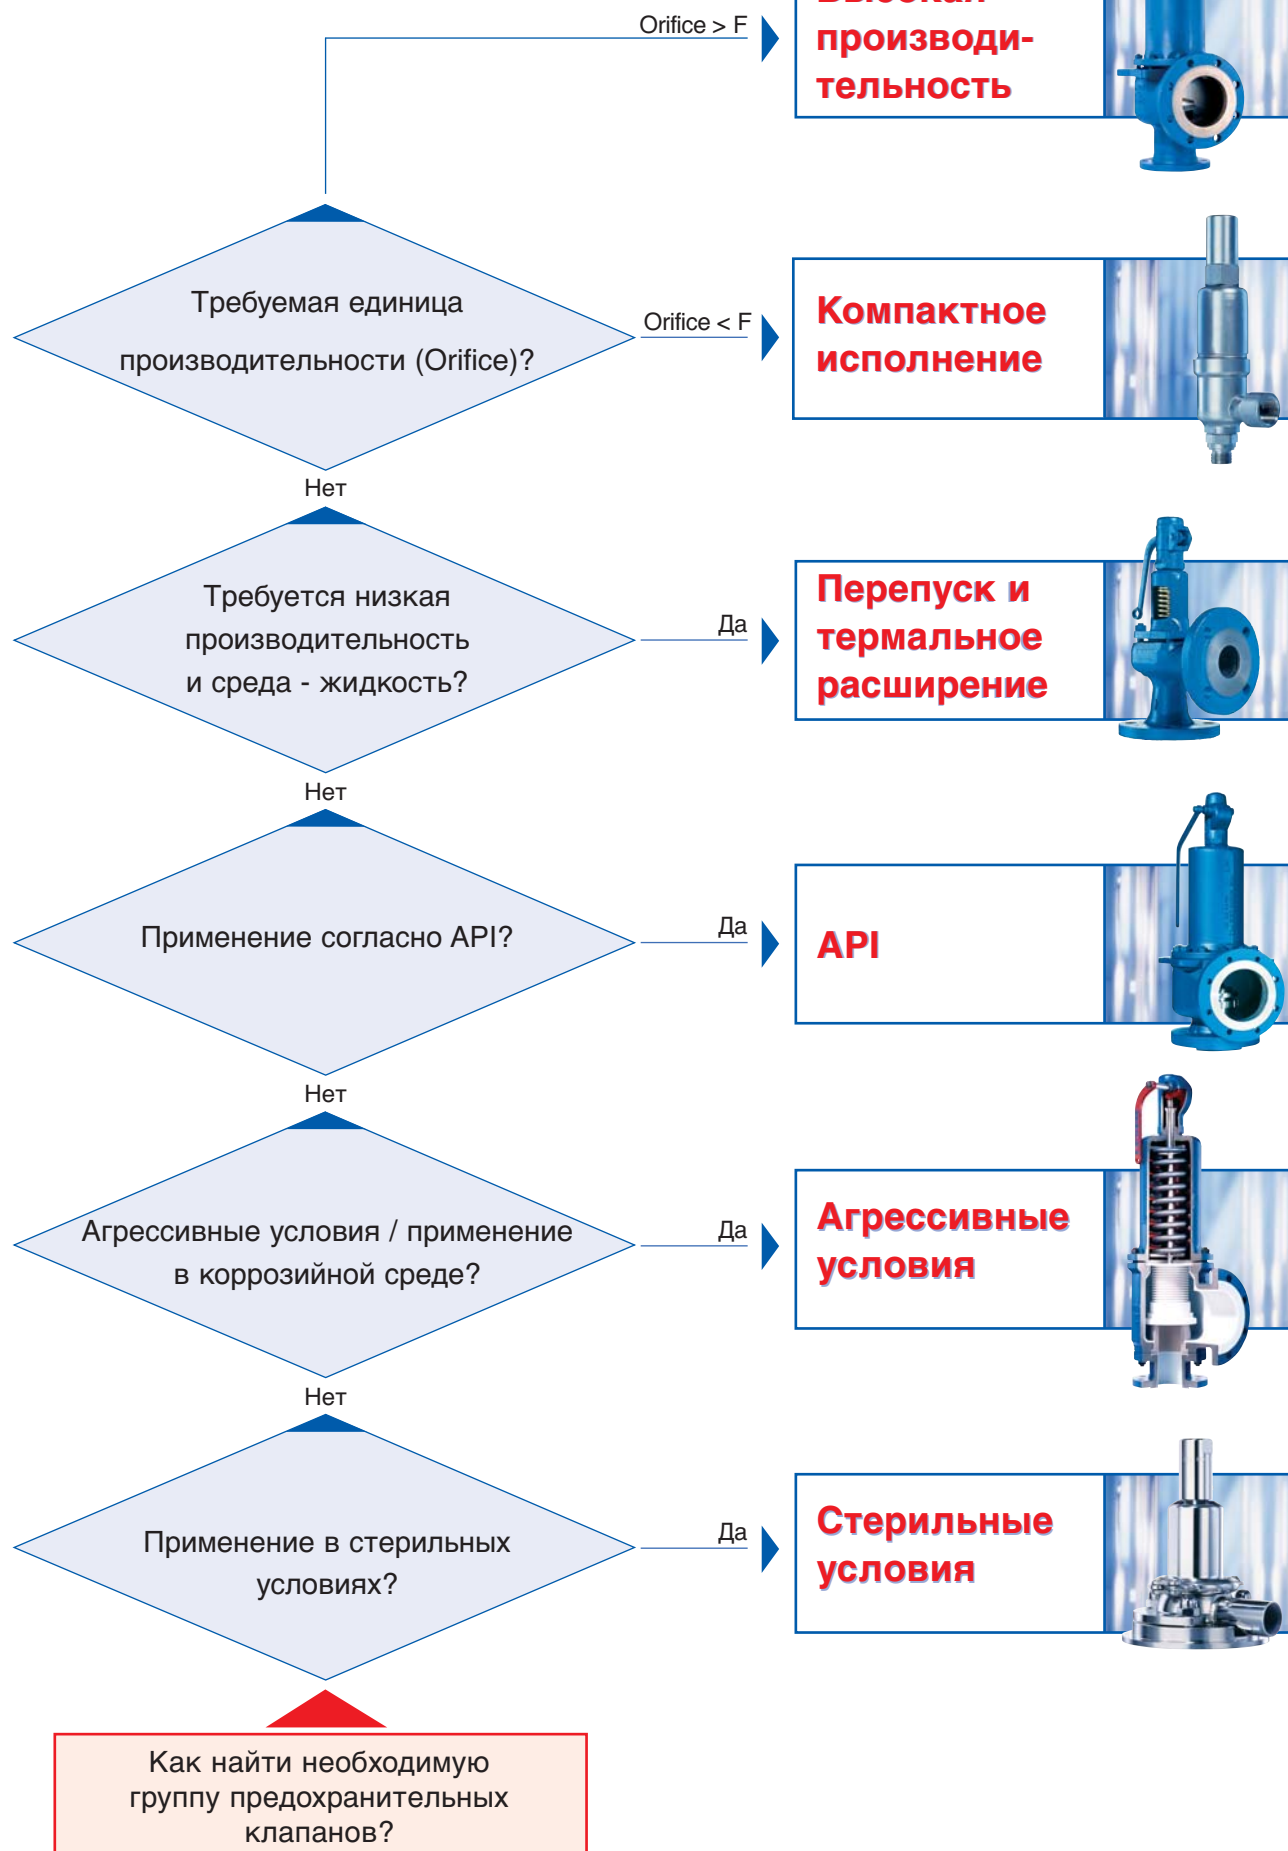 Orifice > F
производи-
тельность
Требуемая единица
производительности (Orifice)?
Orifice < F
Компактное
исполнение
Нет
Требуется низкая
производительность
и среда - жидкость?
Да
Перепуск и
термальное
расширение
Нет
Применение согласно API?
Да
API
Нет
Агрессивные условия / применение
в коррозийной среде?
Да
Агрессивные
условия
Нет
Применение в стерильных
условиях?
Да
Стерильные
условия
Как найти необходимую
группу предохранительных
клапанов?